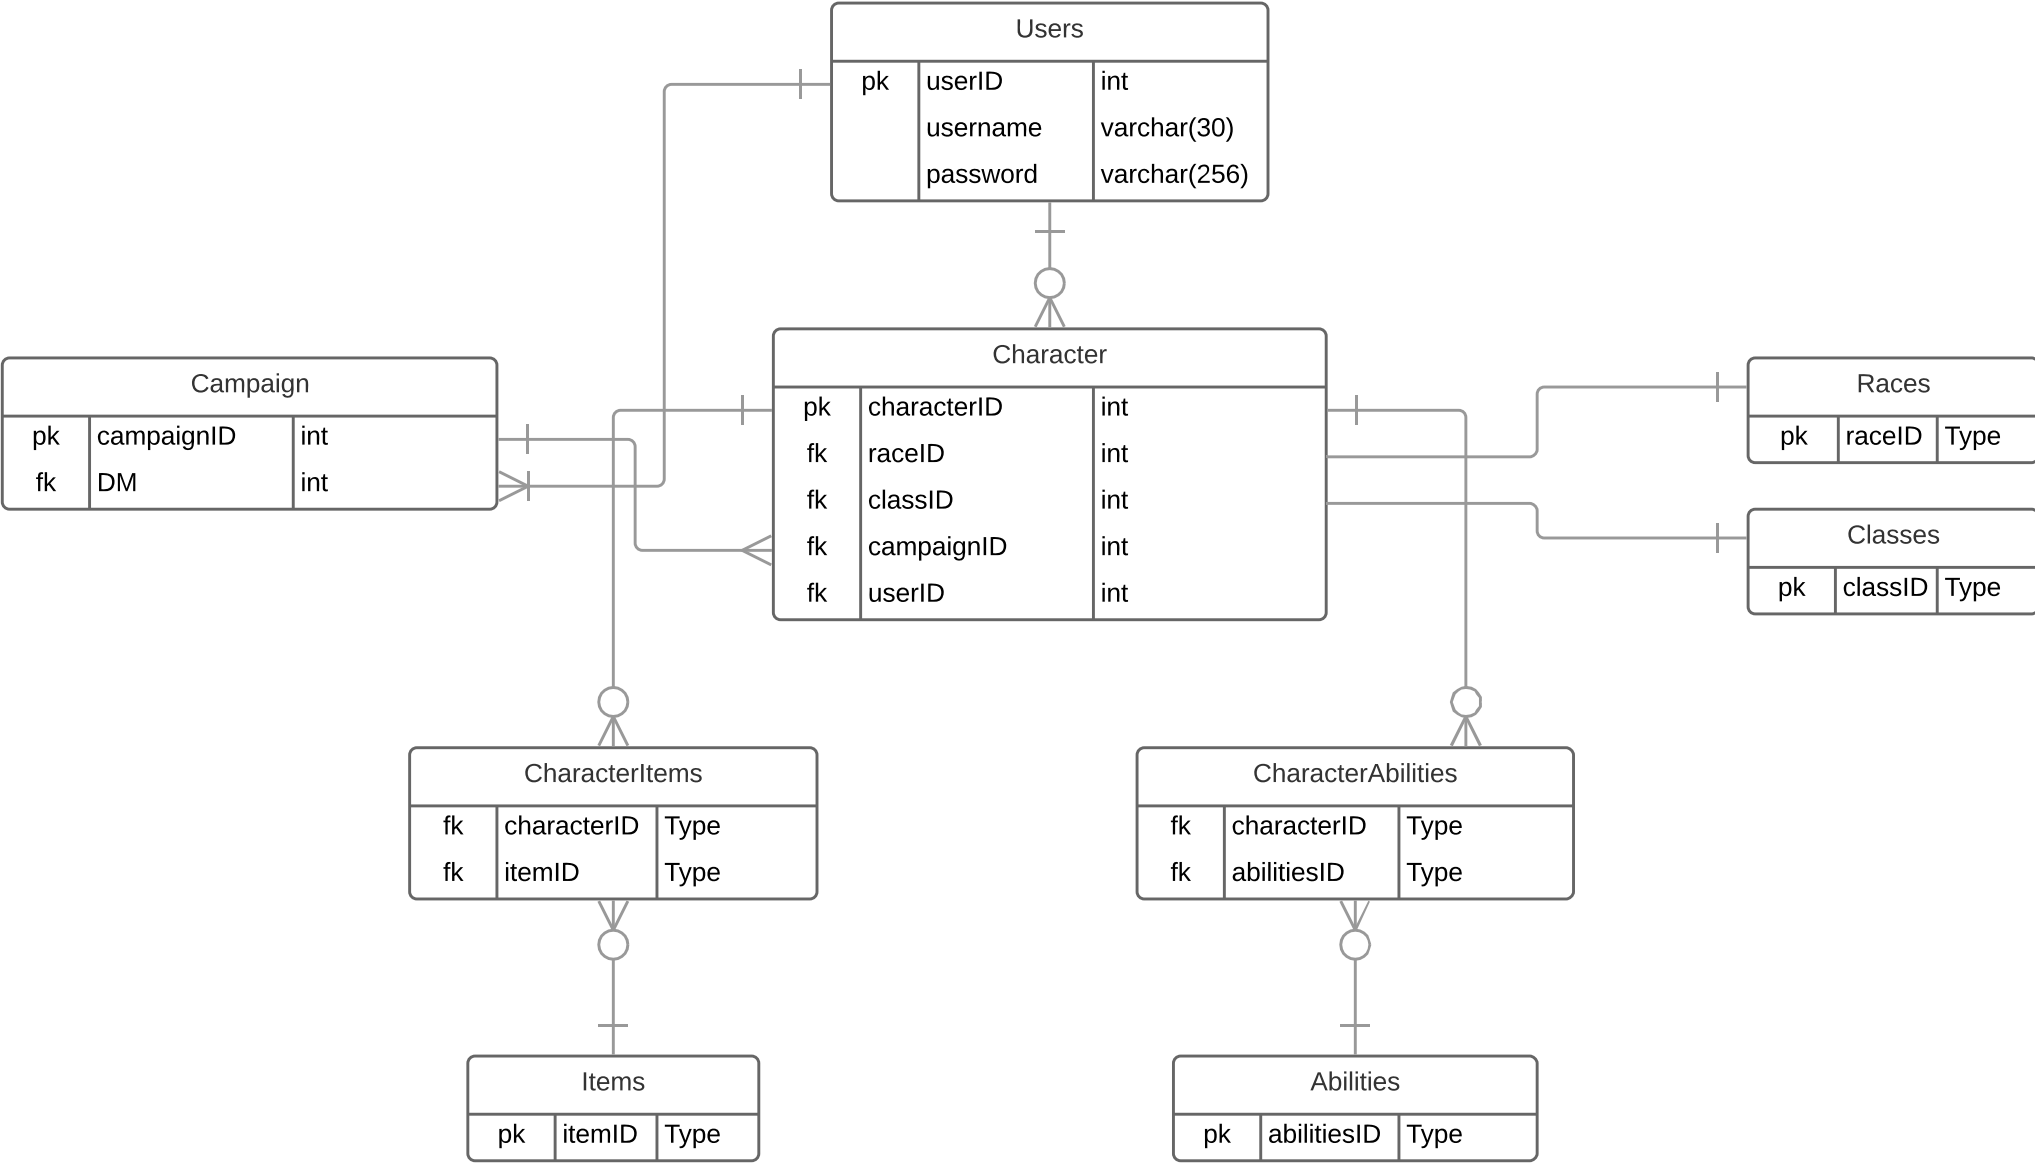 Users
pk userID int
username varchar(30)
password varchar(256)
Campaign
pk campaignID int
fk DM int
Character
pk characterID int
fk raceID int
fk classID int
fk campaignID int
fk userID int
Races
pk raceID Type
Classes
pk classID Type
CharacterItems
fk characterID Type
fk itemID Type
CharacterAbilities
fk characterID Type
fk abilitiesID Type
Items
pk itemID Type
Abilities
pk abilitiesID Type